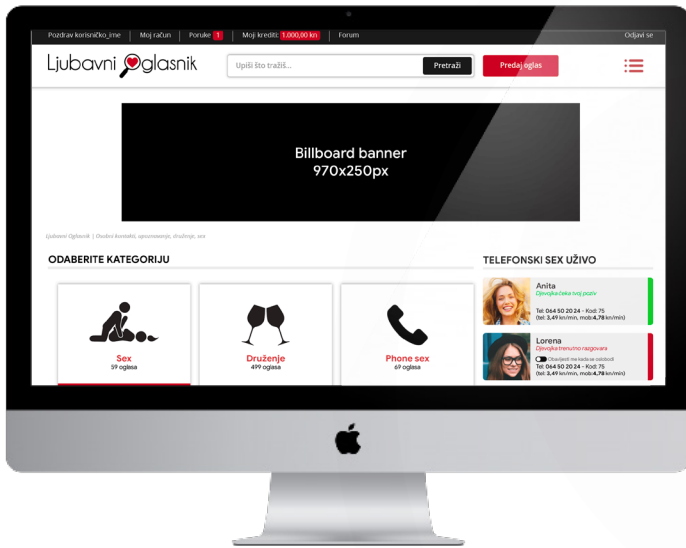 Pozdrav korisničko_ime
Moj račun
Poruke 1
Moji krediti: 1.000,00 kn
Forum
Odjavi se
Ljubavni Oglasnik
Upiši što tražiš...
Pretraži
Predaj oglas
Billboard banner
970x250px
Ljubavni Oglasnik | Osobni kontakti, upoznavanje, druženje, sex
ODABERITE KATEGORIJU
TELEFONSKI SEX UŽIVO
Sex
59 oglasa
Druženje
499 oglasa
Phone sex
69 oglasa
Anita
Djevojka čeka tvoj poziv
Tel: 064 50 20 24 - Kod: 75
(tel: 3,49 kn/min, mob:4,78 kn/min)
Lorena
Djevojka trenutno razgovara
Obavijesti me kada se oslobodi
Tel: 064 50 20 24 - Kod: 75
(tel: 3,49 kn/min, mob:4,78 kn/min)